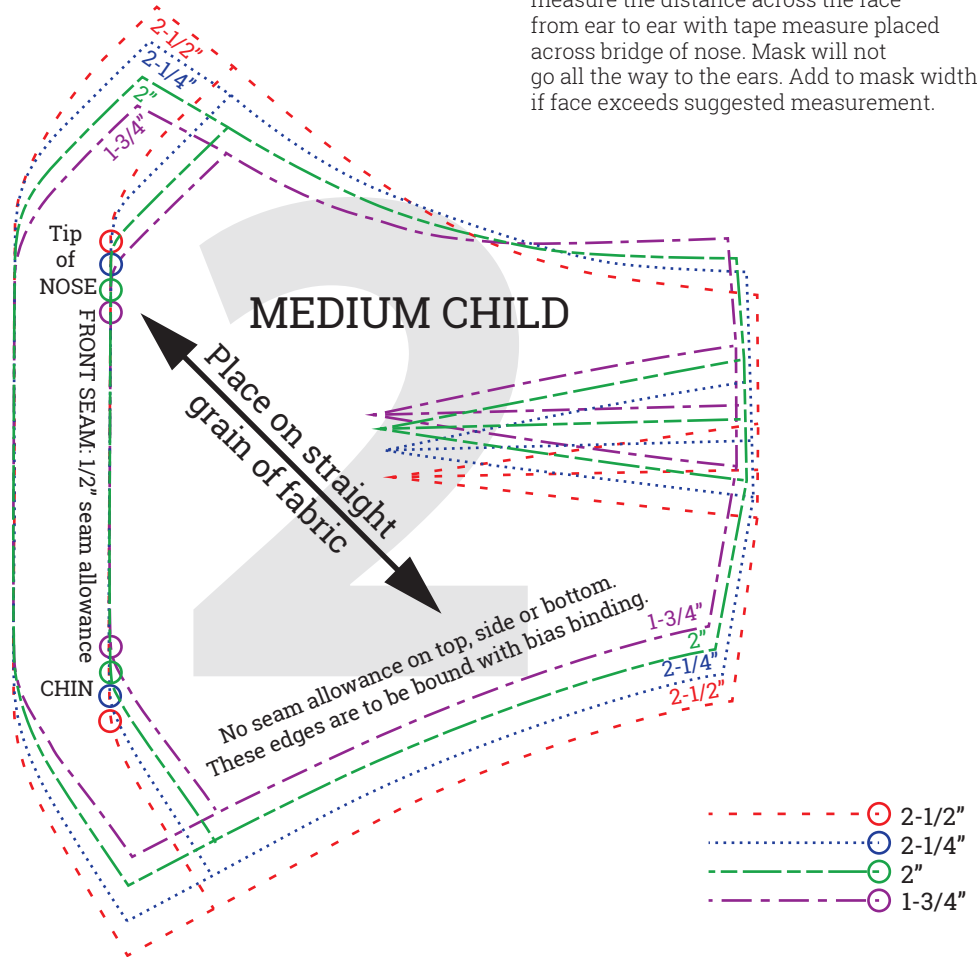 measure the distance across the face
from ear to ear with tape measure placed
across bridge of nose. Mask will not
go all the way to the ears. Add to mask width
if face exceeds suggested measurement.
2-1/2”
2-1/4”
2”
1-3/4”
Tip
of
NOSE
2
MEDIUM CHILD
FRONT SEAM: 1/2” seam allowance
Place on straight
grain of fabric
CHIN
No seam allowance on top, side or bottom.
These edges are to be bound with bias binding.
1-3/4”
2”
2-1/4”
2-1/2”
2-1/2”
2-1/4”
2”
1-3/4”